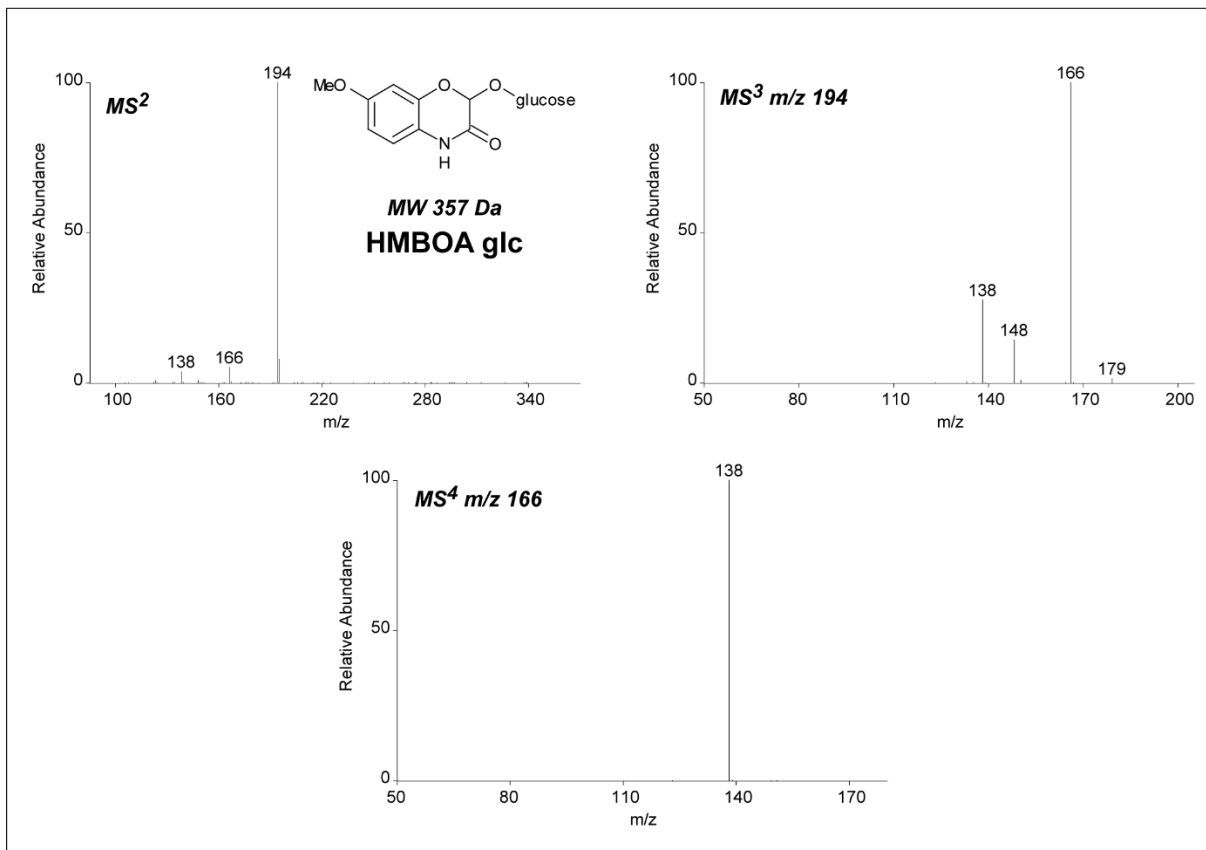 MS2
100
50
0
Relative Abundance
194
166
138
100
160
220
280
340
m/z
MeO
O
O
glucose
N
H
O
MW 357 Da
HMBOA glc
MS3 m/z 194
100
50
0
Relative Abundance
166
138
148
179
50
80
110
140
170
200
m/z
MS4 m/z 166
100
50
0
Relative Abundance
138
50
80
110
140
170
m/z